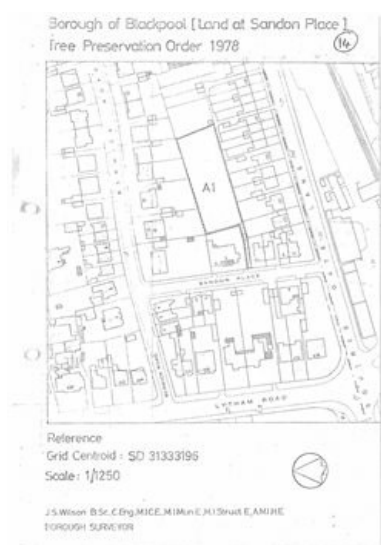 Borough of Blackpool [Land at Sandon Place]
Tree Preservation Order 1978
14
A1
SANDON PLACE
LYTHAM ROAD
Reference
Grid Centroid : SD 31333196
Scale : 1/1250
J.S.Wilson B.Sc.,C.Eng,M.I.C.E.,M.I.Mun.E.,M.I.Struct.E.,A.M.I.H.E.
BOROUGH SURVEYOR